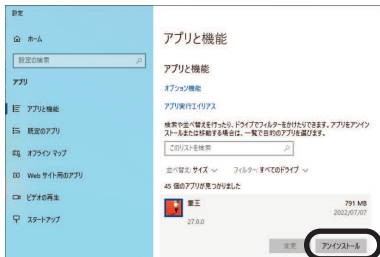 設定
ホーム
設定の検索
アプリ
アプリと機能
既定のアプリ
オフライン マップ
Web サイト用のアプリ
ビデオの再生
スタートアップ
アプリと機能
アプリと機能
オプション機能
アプリ実行エイリアス
検索や並べ替えを行ったり、ドライブでフィルターをかけたりできます。アプリをアンイン
ストールまたは移動する場合は、一覧で目的のアプリを選びます。
このリストを検索
並べ替え: サイズ フィルター: すべてのドライブ
45 個のアプリが見つかりました
筆王 791 MB
2022/07/07
27.0.0
変更 アンインストール